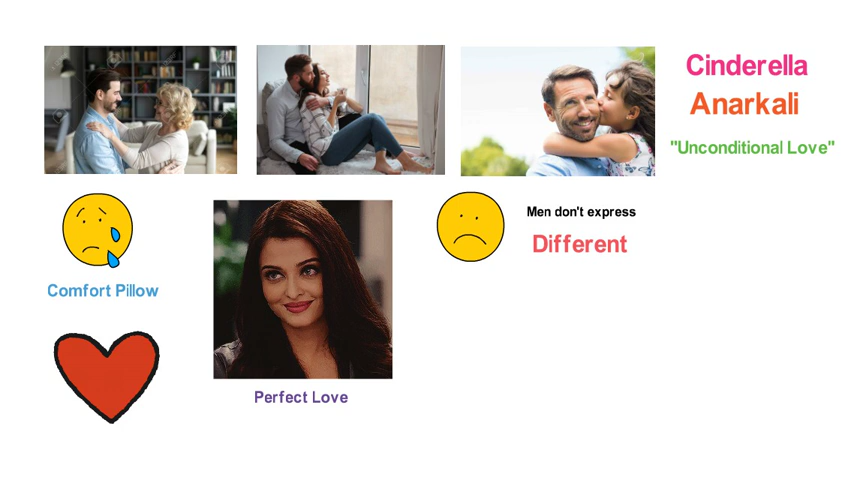 Cinderella
Anarkali
"Unconditional Love"
Men don't express
Different
Comfort Pillow
Perfect Love